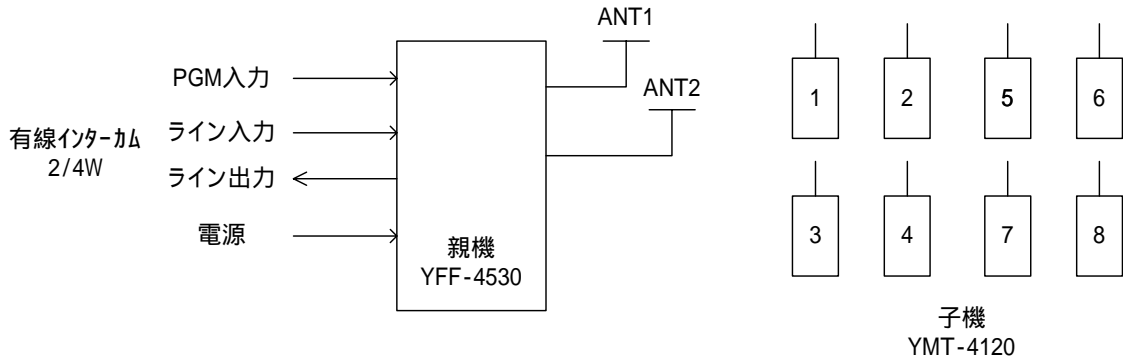 ANT1
ANT2
PGM入力
有線ｲﾝﾀｰｶﾑ
2/4W
ライン入力
ライン出力
電源
親機
YFF-4530
1
2
5
6
3
4
7
8
子機
YMT-4120